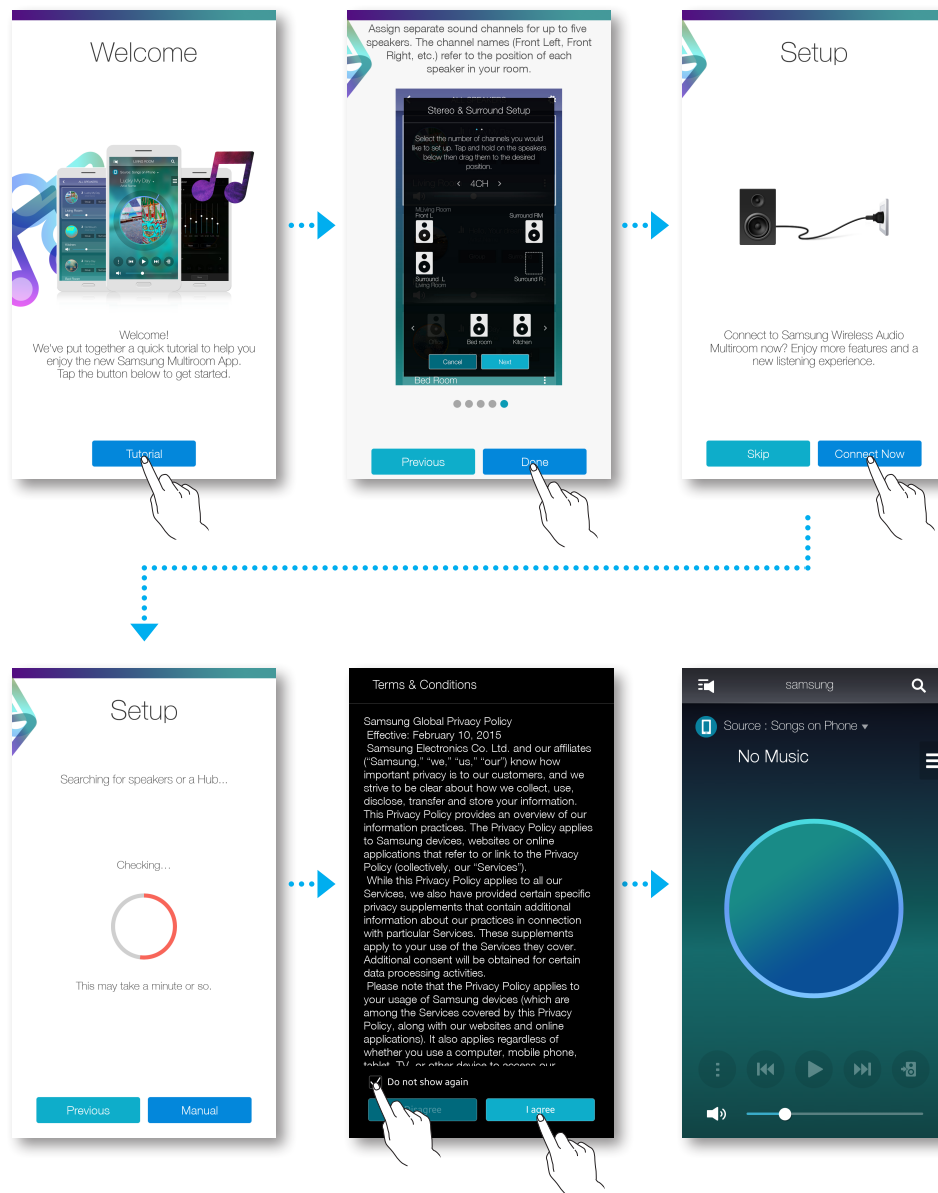 Welcome
Welcome!
We've put together a quick tutorial to help you
enjoy the new Samsung Multiroom App.
Tap the button below to get started.
Tutorial
Assign separate sound channels for up to five
speakers. The channel names (Front Left, Front
Right, etc.) refer to the position of each
speaker in your room.
Stereo & Surround Setup
Select the number of channels you would
like to set up. Tap and hold on the speakers
below then drag them to the desired
position.
< 4CH >
MLiving Room
Front L
Surround RM
Surround L
Living Room
Surround R
Office
Bed room
Kitchen
Cancel
Next
Bed Room
Previous
Done
Setup
Connect to Samsung Wireless Audio
Multiroom now? Enjoy more features and a
new listening experience.
Skip
Connect Now
Setup
Searching for speakers or a Hub...
Checking...
This may take a minute or so.
Previous
Manual
Terms & Conditions
Samsung Global Privacy Policy
Effective: February 10, 2015
Samsung Electronics Co. Ltd. and our affiliates
("Samsung," "we," "us," "our") know how
important privacy is to our customers, and we
strive to be clear about how we collect, use,
disclose, transfer and store your information.
This Privacy Policy provides an overview of our
information practices. The Privacy Policy applies
to Samsung devices, websites or online
applications that refer to or link to the Privacy
Policy (collectively, our "Services").
While this Privacy Policy applies to all our
Services, we also have provided certain specific
privacy supplements that contain additional
information about our practices in connection
with particular Services. These supplements
apply to your use of the Services they cover.
Additional consent will be obtained for certain
data processing activities.
Please note that the Privacy Policy applies to
your usage of Samsung devices (which are
among the Services covered by this Privacy
Policy, along with our websites and online
applications). It also applies regardless of
whether you use a computer, mobile phone,
tablet, TV, or other device to access our
Do not show again
I agree
samsung
Source : Songs on Phone
No Music